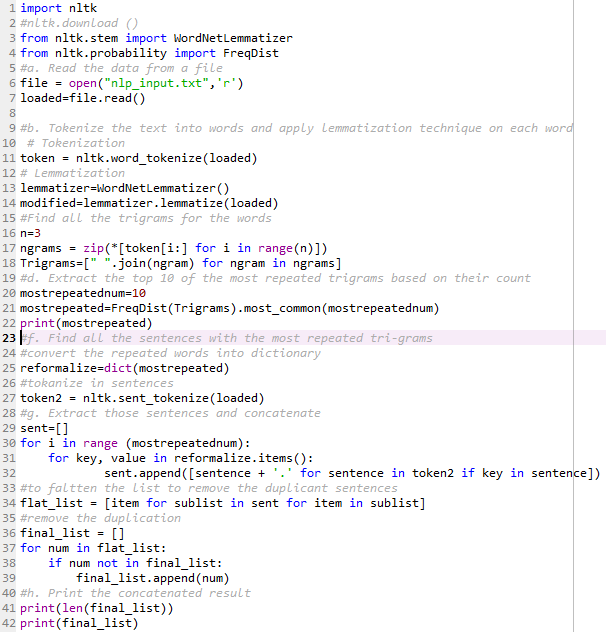 1 import nltk
2 #nltk.download ()
3 from nltk.stem import WordNetLemmatizer
4 from nltk.probability import FreqDist
5 #a. Read the data from a file
6 file = open("nlp_input.txt",'r')
7 loaded=file.read()
8
9 #b. Tokenize the text into words and apply lemmatization technique on each word
10  # Tokenization
11 token = nltk.word_tokenize(loaded)
12 # Lemmatization
13 lemmatizer=WordNetLemmatizer()
14 modified=lemmatizer.lemmatize(loaded)
15 #Find all the trigrams for the words
16 n=3
17 ngrams = zip(*[token[i:] for i in range(n)])
18 Trigrams=[" ".join(ngram) for ngram in ngrams]
19 #d. Extract the top 10 of the most repeated trigrams based on their count
20 mostrepeatednum=10
21 mostrepeated=FreqDist(Trigrams).most_common(mostrepeatednum)
22 print(mostrepeated)
23 #f. Find all the sentences with the most repeated tri-grams
24 #convert the repeated words into dictionary
25 reformalize=dict(mostrepeated)
26 #tokanize in sentences
27 token2 = nltk.sent_tokenize(loaded)
28 #g. Extract those sentences and concatenate
29 sent=[]
30 for i in range (mostrepeatednum):
31     for key, value in reformalize.items():
32             sent.append([sentence + '.' for sentence in token2 if key in sentence])
33 #to faltten the list to remove the duplicant sentences
34 flat_list = [item for sublist in sent for item in sublist]
35 #remove the duplication
36 final_list = []
37 for num in flat_list:
38     if num not in final_list:
39         final_list.append(num)
40 #h. Print the concatenated result
41 print(len(final_list))
42 print(final_list)